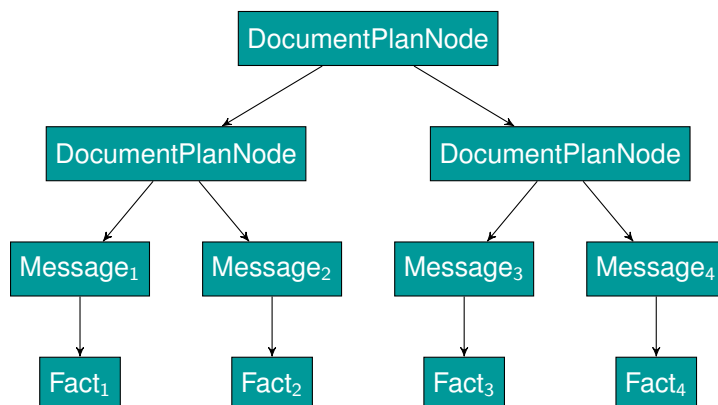 DocumentPlanNode
DocumentPlanNode DocumentPlanNode
Message₁ Message₂ Message₃ Message₄
Fact₁ Fact₂ Fact₃ Fact₄